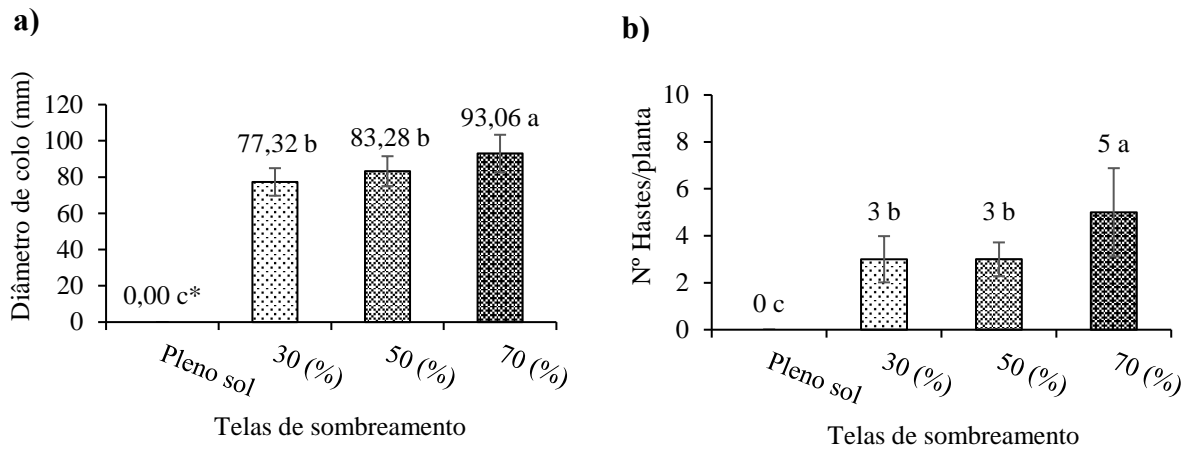 a)
Diâmetro de colo (mm)
120
100
80
60
40
20
0
0,00 c*
77,32 b
83,28 b
93,06 a
Pleno sol
30 (%)
50 (%)
70 (%)
Telas de sombreamento
b)
Nº Hastes/planta
10
8
6
4
2
0
0 c
3 b
3 b
5 a
Pleno sol
30 (%)
50 (%)
70 (%)
Telas de sombreamento